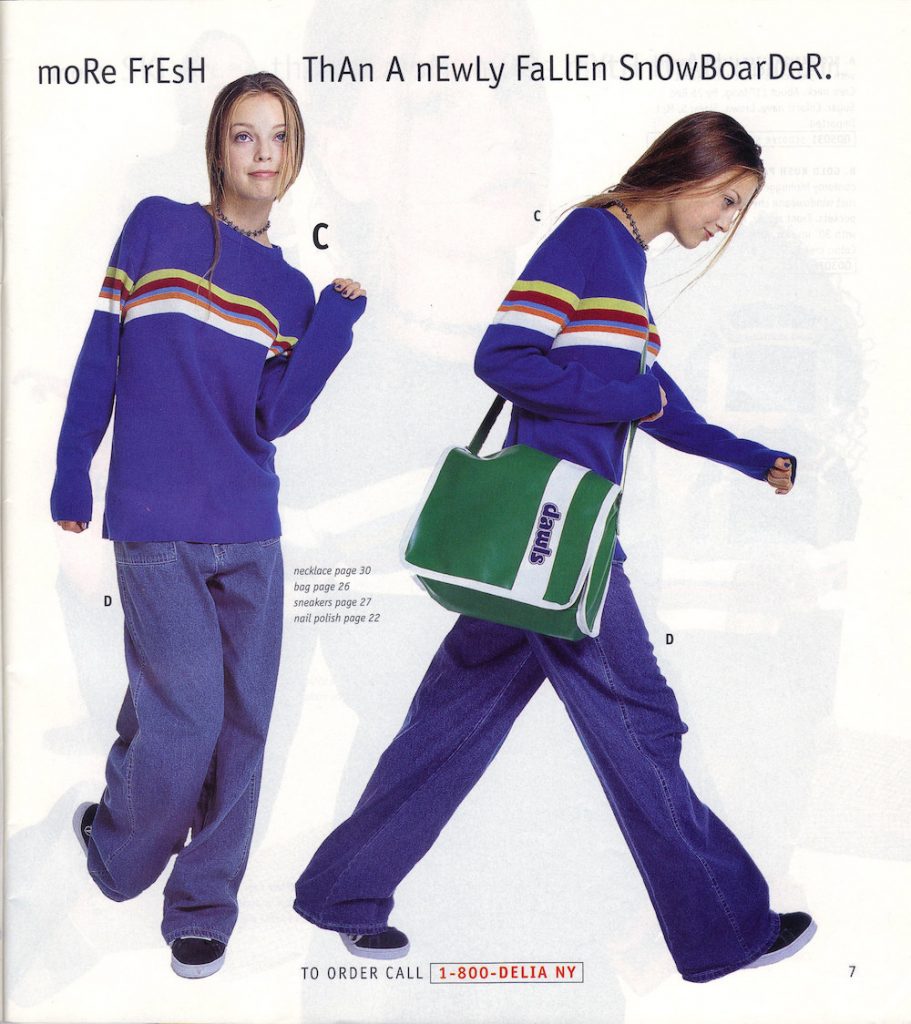 moRe FrEsH ThAn A nEwLy FaLlEn SnOwBoarDeR.
C
C
dawls
necklace page 30
bag page 26
sneakers page 27
nail polish page 22
D
D
TO ORDER CALL 1-800-DELIA NY
7